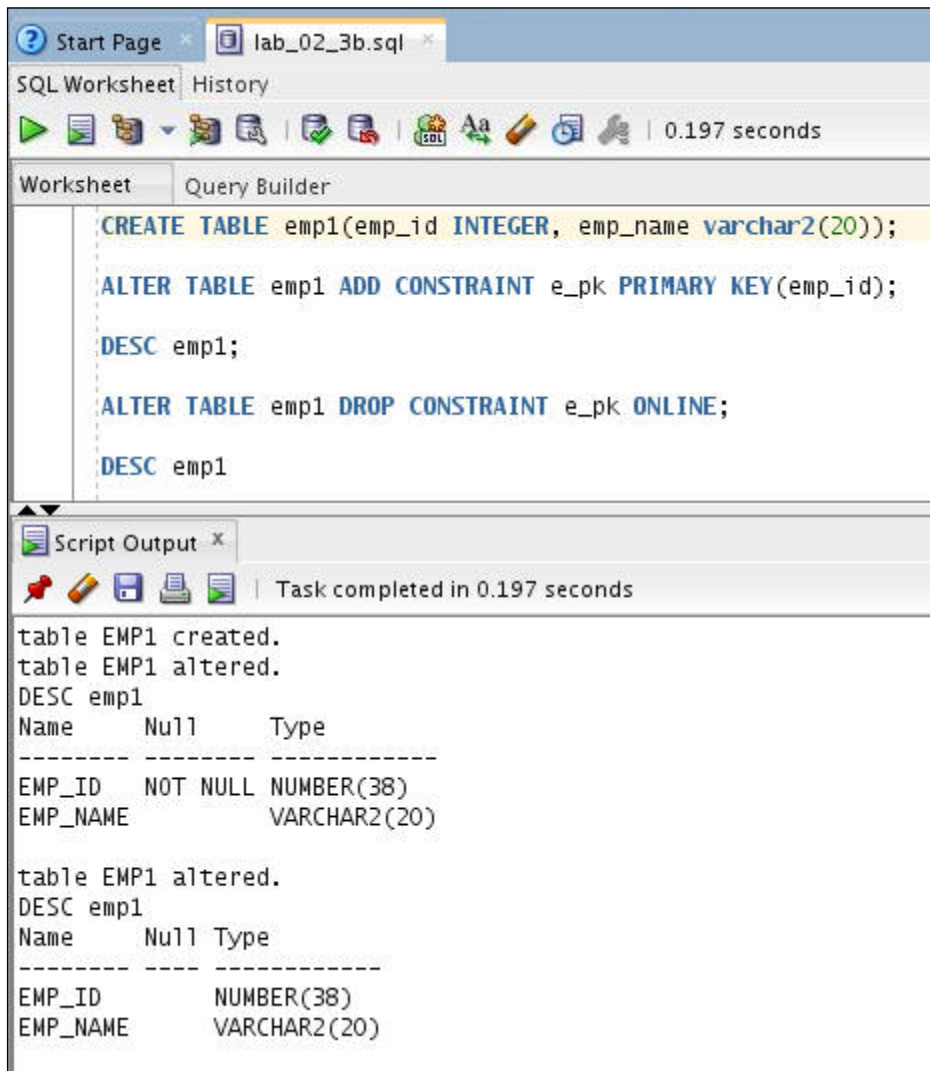 Start Page
lab_02_3b.sql
SQL Worksheet History
0.197 seconds
Worksheet Query Builder
CREATE TABLE emp1(emp_id INTEGER, emp_name varchar2(20));
ALTER TABLE emp1 ADD CONSTRAINT e_pk PRIMARY KEY(emp_id);
DESC emp1;
ALTER TABLE emp1 DROP CONSTRAINT e_pk ONLINE;
DESC emp1
Script Output
Task completed in 0.197 seconds
table EMP1 created.
table EMP1 altered.
DESC emp1
Name     Null     Type
-------- -------- ------------
EMP_ID   NOT NULL NUMBER(38)
EMP_NAME          VARCHAR2(20)
table EMP1 altered.
DESC emp1
Name     Null Type
-------- ---- ------------
EMP_ID        NUMBER(38)
EMP_NAME      VARCHAR2(20)